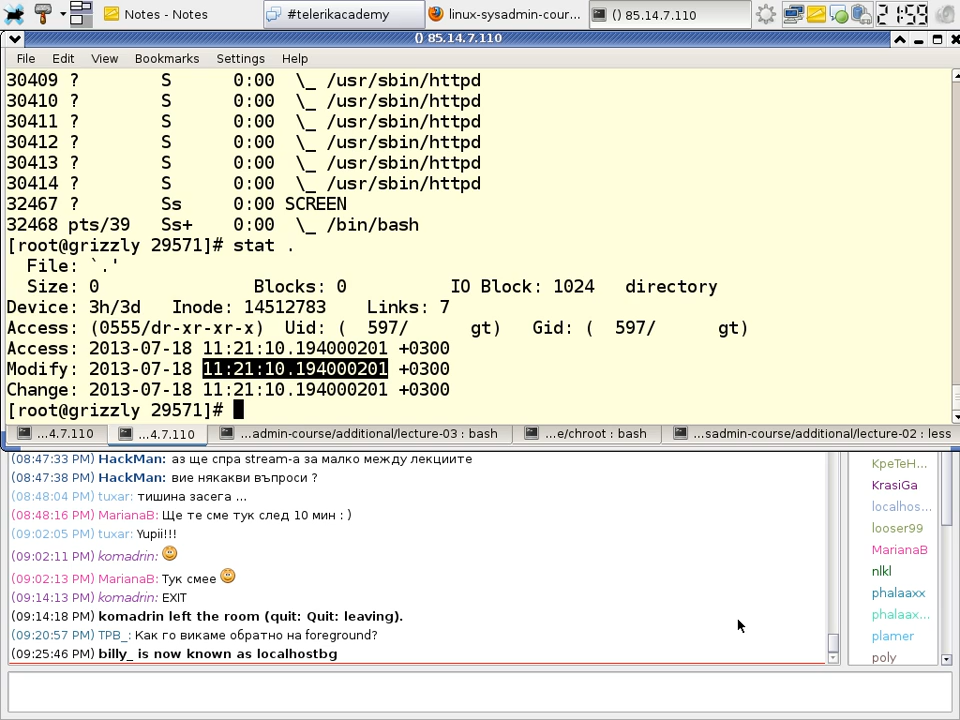 Notes - Notes
#telerikacademy
linux-sysadmin-cour...
() 85.14.7.110
21:59
() 85.14.7.110
File Edit View Bookmarks Settings Help
30409 ? S 0:00 \_ /usr/sbin/httpd
30410 ? S 0:00 \_ /usr/sbin/httpd
30411 ? S 0:00 \_ /usr/sbin/httpd
30412 ? S 0:00 \_ /usr/sbin/httpd
30413 ? S 0:00 \_ /usr/sbin/httpd
30414 ? S 0:00 \_ /usr/sbin/httpd
32467 ? Ss 0:00 SCREEN
32468 pts/39 Ss+ 0:00 \_ /bin/bash
[root@grizzly 29571]# stat .
File: `.'
Size: 0 Blocks: 0 IO Block: 1024 directory
Device: 3h/3d Inode: 14512783 Links: 7
Access: (0555/dr-xr-xr-x) Uid: ( 597/ gt) Gid: ( 597/ gt)
Access: 2013-07-18 11:21:10.194000201 +0300
Modify: 2013-07-18 11:21:10.194000201 +0300
Change: 2013-07-18 11:21:10.194000201 +0300
[root@grizzly 29571]#
...4.7.110
...4.7.110
...admin-course/additional/lecture-03 : bash
...e/chroot : bash
...sadmin-course/additional/lecture-02 : less
(08:47:33 PM) HackMan: аз ще спра stream-а за малко между лекциите
(08:47:38 PM) HackMan: вие някакви въпроси ?
(08:48:04 PM) tuxar: тишина засега ...
(08:48:16 PM) MarianaB: Ще те сме тук след 10 мин : )
(09:02:05 PM) tuxar: Yupii!!!
(09:02:11 PM) komadrin:
(09:02:13 PM) MarianaB: Тук смее
(09:14:13 PM) komadrin: EXIT
(09:14:18 PM) komadrin left the room (quit: Quit: leaving).
(09:20:57 PM) TPB_: Как го викаме обратно на foreground?
(09:25:46 PM) billy_ is now known as localhostbg
KpeTeH...
KrasiGa
localhos...
looser99
MarianaB
nlkl
phalaaxx
phalaax...
plamer
poly